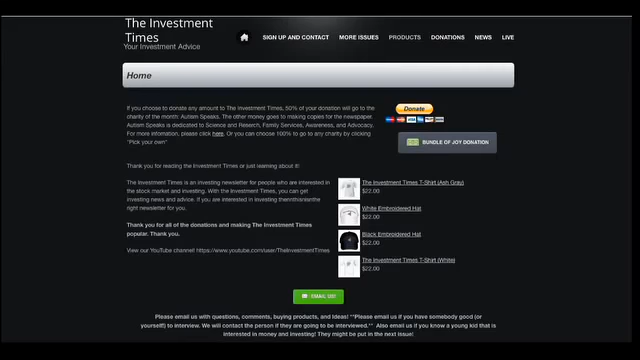 The Investment
Times
Your Investment Advice
SIGN UP AND CONTACT MORE ISSUES PRODUCTS DONATIONS NEWS LIVE
Home
If you choose to donate any amount to The Investment Times, 50% of your donation will go to the
charity of the month: Autism Speaks. The other money goes to making copies for the newspaper.
Autism Speaks is dedicated to Science and Reserch, Family Services, Awareness, and Advocacy.
For more infomation, please click here. Or you can choose 100% to go to any charity by clicking
"Pick your own"
Donate
BUNDLE OF JOY DONATION
Thank you for reading the Investment Times or just learning about it!
The Investment Times is an investing newsletter for people who are interested in
the stock market and investing. With the Investment Times, you can get
investing news and advice. If you are interested in investing thenthisisnthe
right newsletter for you.
Thank you for all of the donations and making The Investment Times
popular. Thank you.
View our YouTube channel! https://www.youtube.com/user/TheInvestmentTimes
The Investment Times T-Shirt (Ash Gray)
$22.00
White Embroidered Hat
$22.00
Black Embroidered Hat
$22.00
The Investment Times T-Shirt (White)
$22.00
EMAIL US!
Please email us with questions, comments, buying products, and ideas! **Please email us if you have somebody good (or
yourself!) to interview. We will contact the person if they are going to be interviewed.** Also email us if you know a young kid that is
interested in money and investing! They might be put in the next issue!